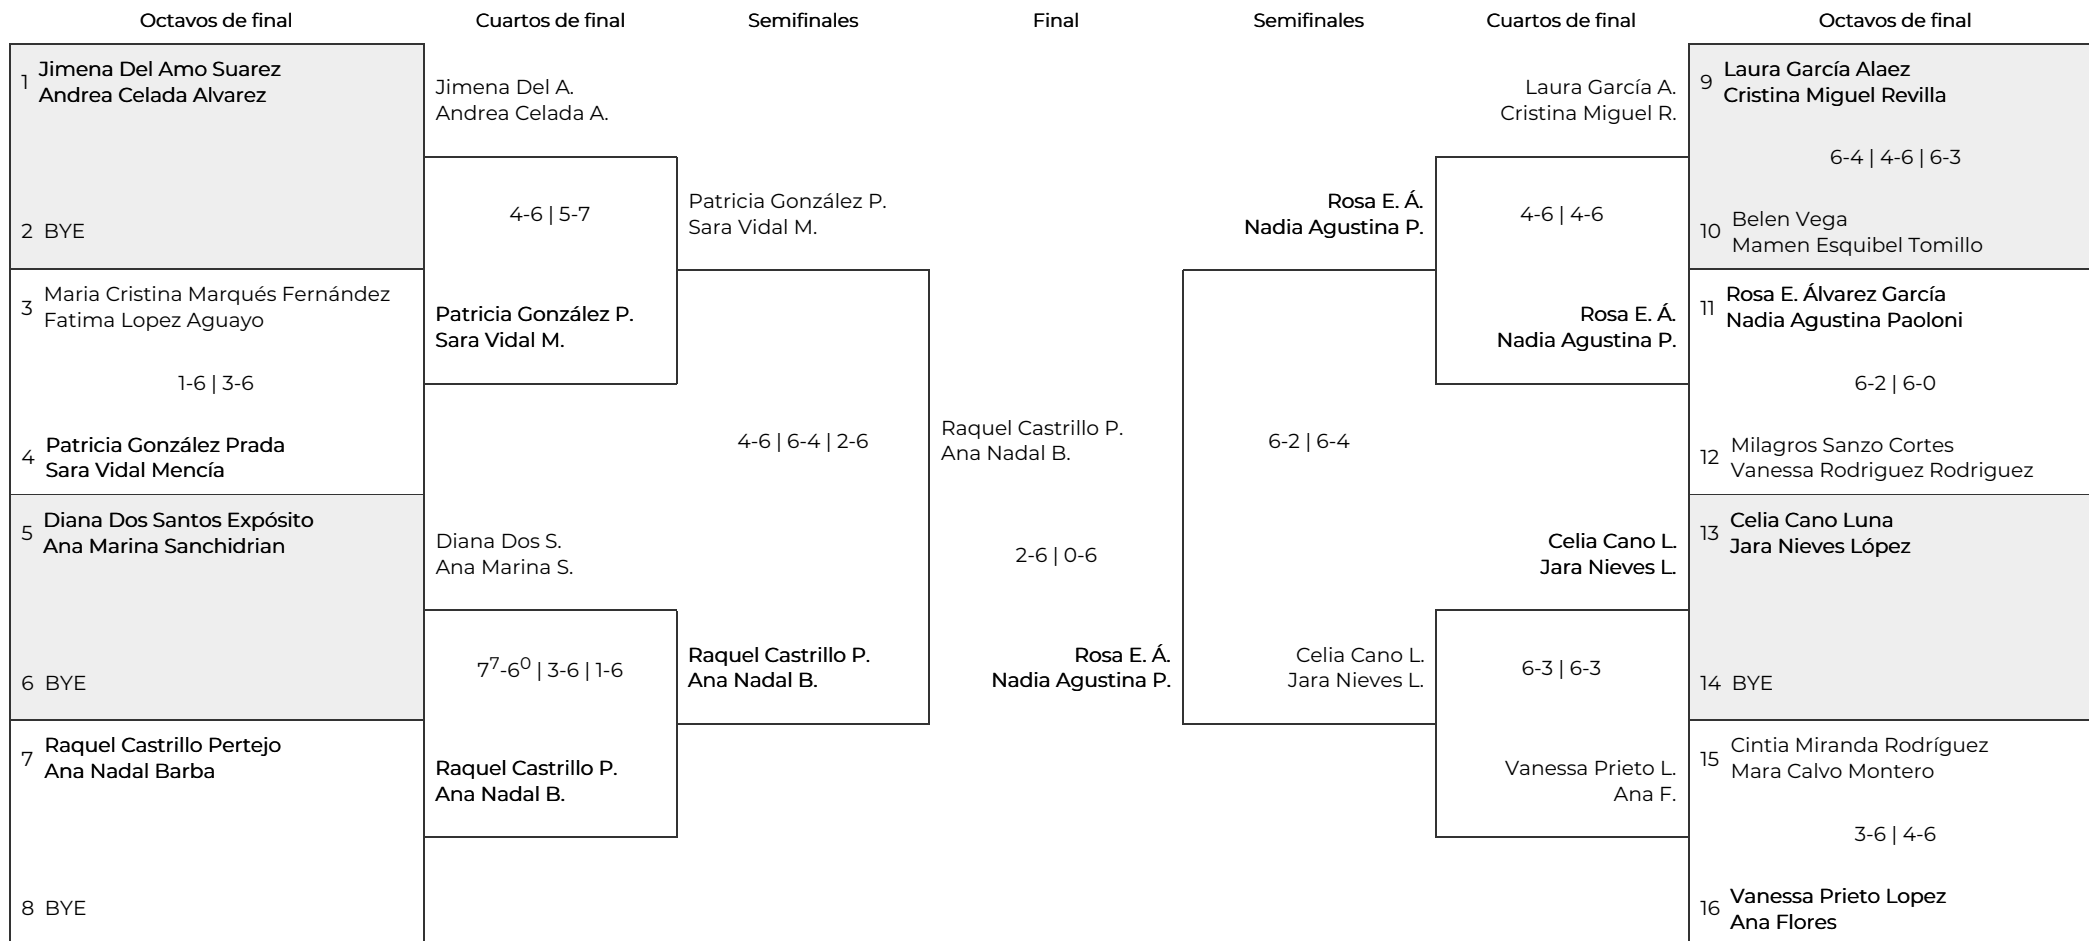 Octavos de final
Cuartos de final
Semifinales
Final
Semifinales
Cuartos de final
Octavos de final
1 Jimena Del Amo Suarez
Andrea Celada Alvarez
2 BYE
3 Maria Cristina Marqués Fernández
Fatima Lopez Aguayo
1-6 | 3-6
4 Patricia González Prada
Sara Vidal Mencía
5 Diana Dos Santos Expósito
Ana Marina Sanchidrian
6 BYE
7 Raquel Castrillo Pertejo
Ana Nadal Barba
8 BYE
Jimena Del A.
Andrea Celada A.
4-6 | 5-7
Patricia González P.
Sara Vidal M.
Diana Dos S.
Ana Marina S.
7⁷-6⁰ | 3-6 | 1-6
Raquel Castrillo P.
Ana Nadal B.
Patricia González P.
Sara Vidal M.
4-6 | 6-4 | 2-6
Raquel Castrillo P.
Ana Nadal B.
Raquel Castrillo P.
Ana Nadal B.
2-6 | 0-6
Rosa E. Á.
Nadia Agustina P.
Rosa E. Á.
Nadia Agustina P.
6-2 | 6-4
Celia Cano L.
Jara Nieves L.
Laura García A.
Cristina Miguel R.
4-6 | 4-6
Rosa E. Á.
Nadia Agustina P.
Celia Cano L.
Jara Nieves L.
6-3 | 6-3
Vanessa Prieto L.
Ana F.
9 Laura García Alaez
Cristina Miguel Revilla
6-4 | 4-6 | 6-3
10 Belen Vega
Mamen Esquibel Tomillo
11 Rosa E. Álvarez García
Nadia Agustina Paoloni
6-2 | 6-0
12 Milagros Sanzo Cortes
Vanessa Rodriguez Rodriguez
13 Celia Cano Luna
Jara Nieves López
14 BYE
15 Cintia Miranda Rodríguez
Mara Calvo Montero
3-6 | 4-6
16 Vanessa Prieto Lopez
Ana Flores